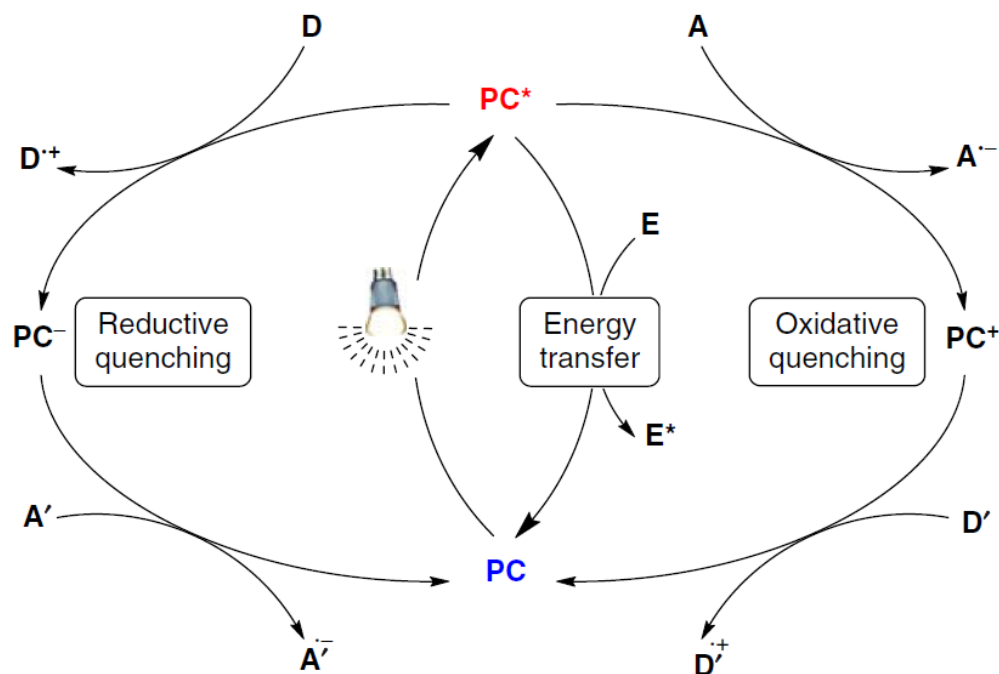 D
A
PC*
D·+
A·−
E
PC−
Reductive
quenching
Energy
transfer
Oxidative
quenching
PC+
E*
A′
D′
PC
A′·−
D′·+